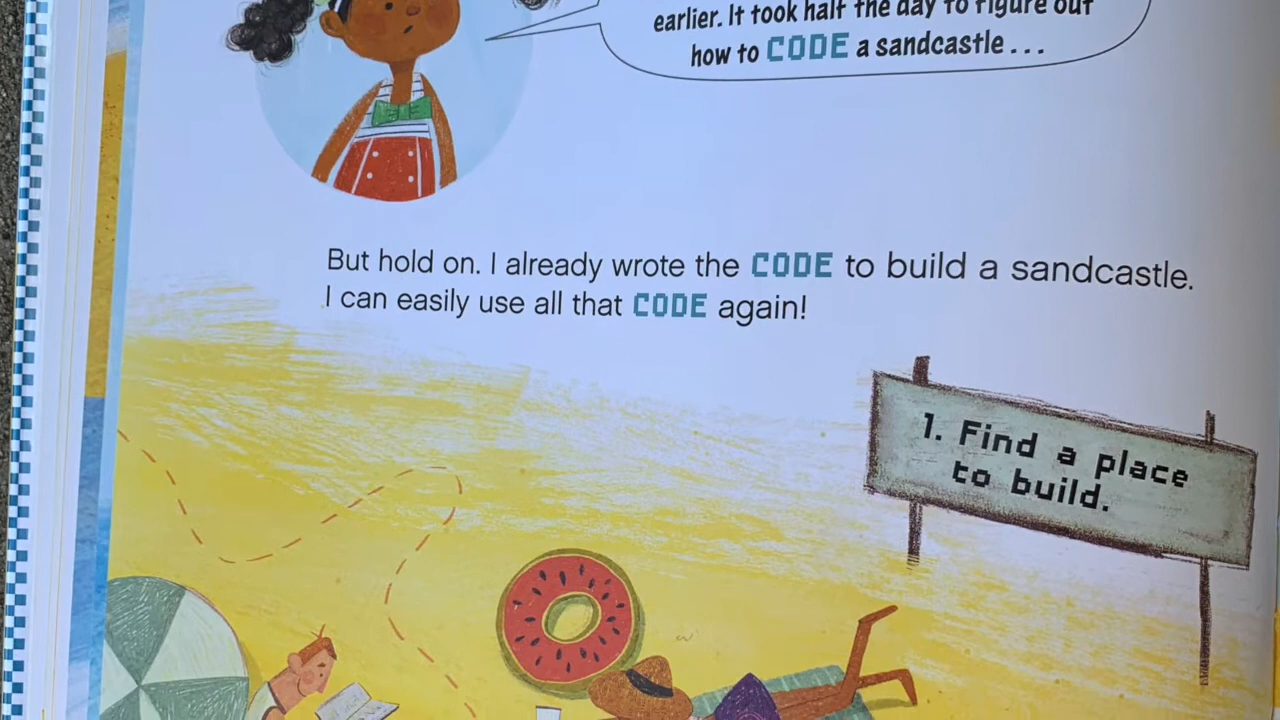 earlier. It took half the day to figure out
how to CODE a sandcastle...
But hold on. I already wrote the CODE to build a sandcastle.
I can easily use all that CODE again!
1. Find a place
to build.